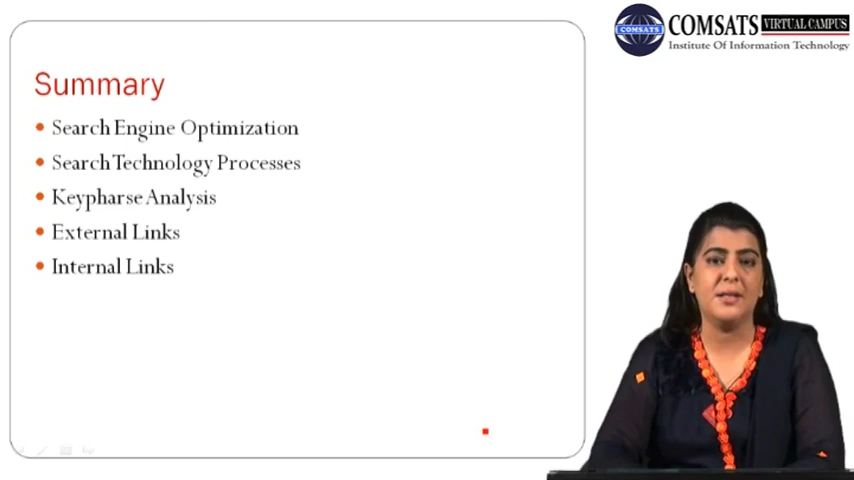 COMSATS VIRTUAL CAMPUS
COMSATS Institute Of Information Technology
Summary
• Search Engine Optimization
• Search Technology Processes
• Keypharse Analysis
• External Links
• Internal Links